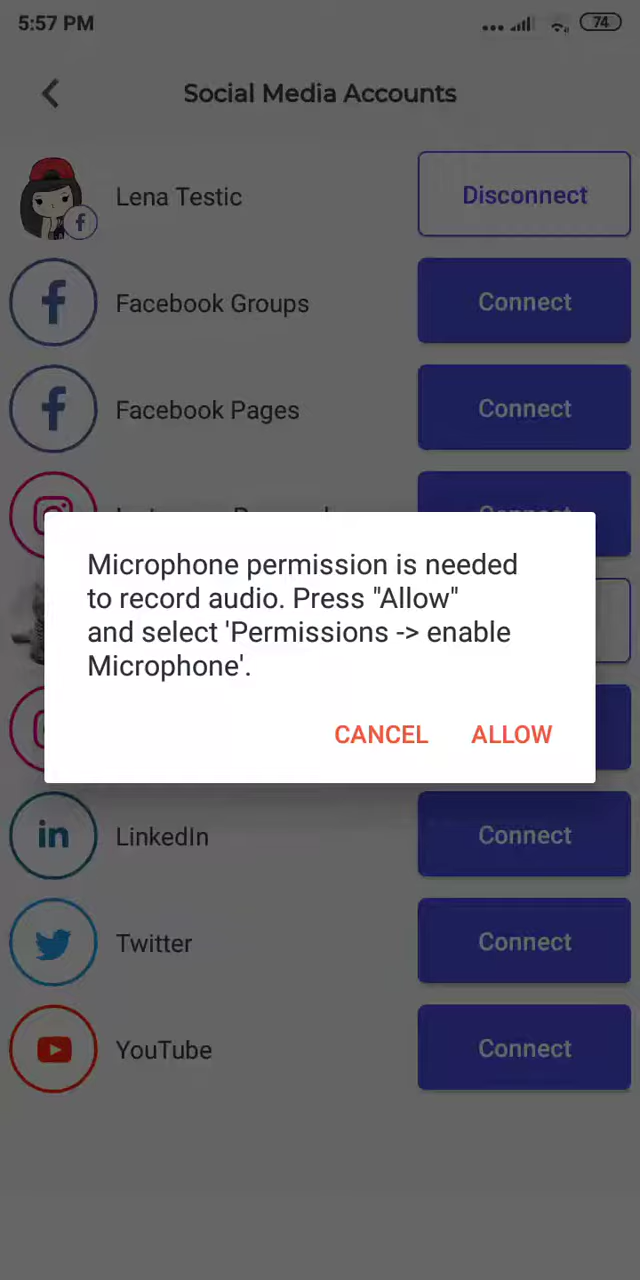 5:57 PM
74
Social Media Accounts
Lena Testic
Disconnect
Facebook Groups
Connect
Facebook Pages
Connect
Microphone permission is needed
to record audio. Press "Allow"
and select 'Permissions -> enable
Microphone'.
CANCEL
ALLOW
LinkedIn
Connect
Twitter
Connect
YouTube
Connect